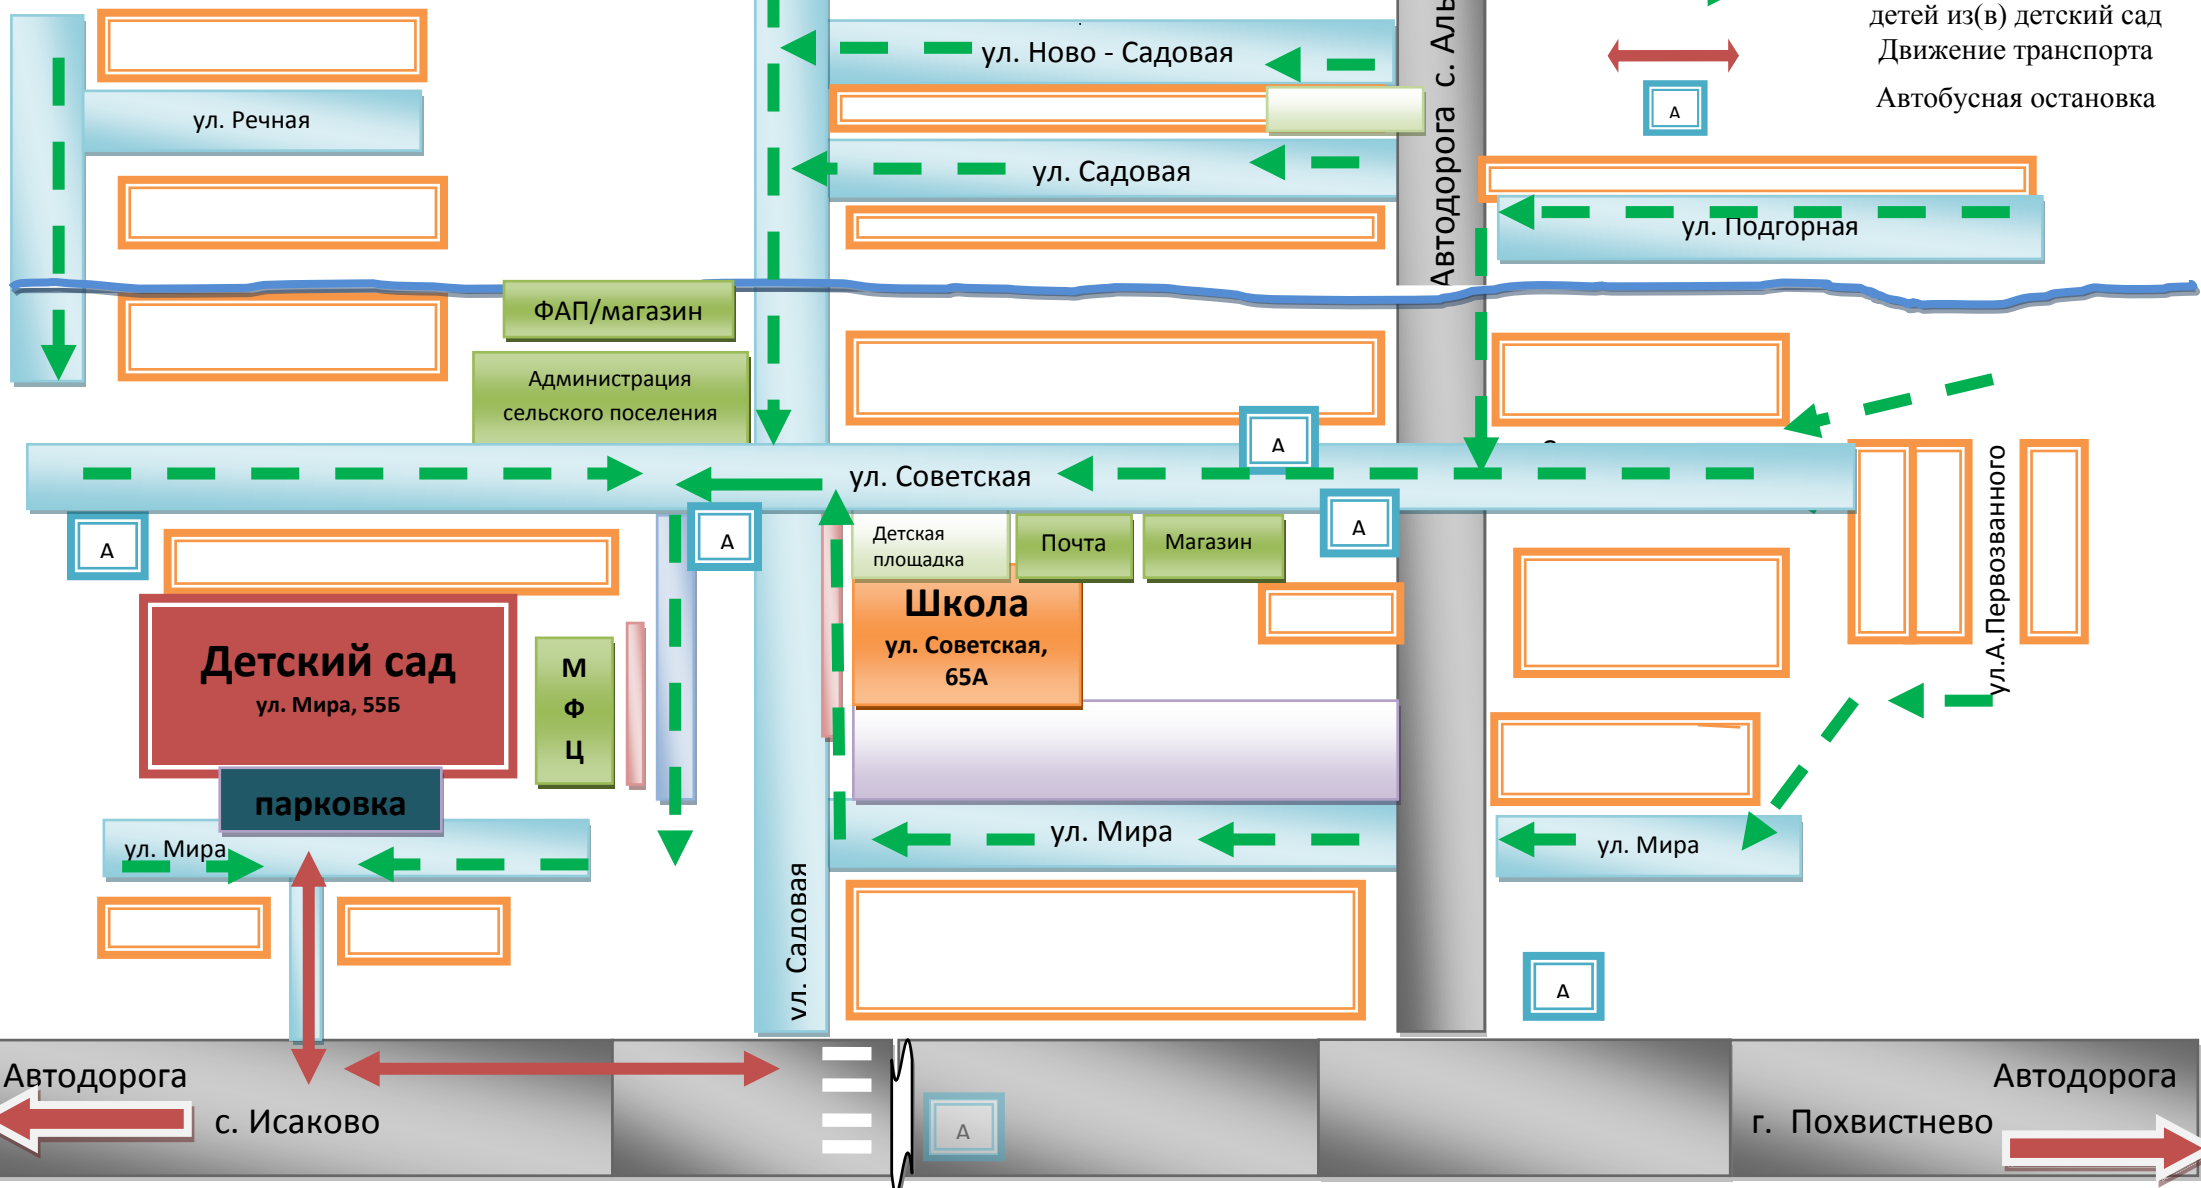 детей из(в) детский сад
Движение транспорта
Автобусная остановка
А
ул. Ново - Садовая
ул. Речная
ул. Садовая
Автодорога с. Аль
ул. Подгорная
ФАП/магазин
Администрация
сельского поселения
А
ул. Советская
А
А
А
Детская
площадка
Почта
Магазин
Школа
ул. Советская,
65А
ул.А.Первозванного
Детский сад
ул. Мира, 55Б
М
Ф
Ц
парковка
ул. Мира
ул. Мира
ул. Мира
ул. Садовая
А
Автодорога
с. Исаково
А
Автодорога
г. Похвистнево